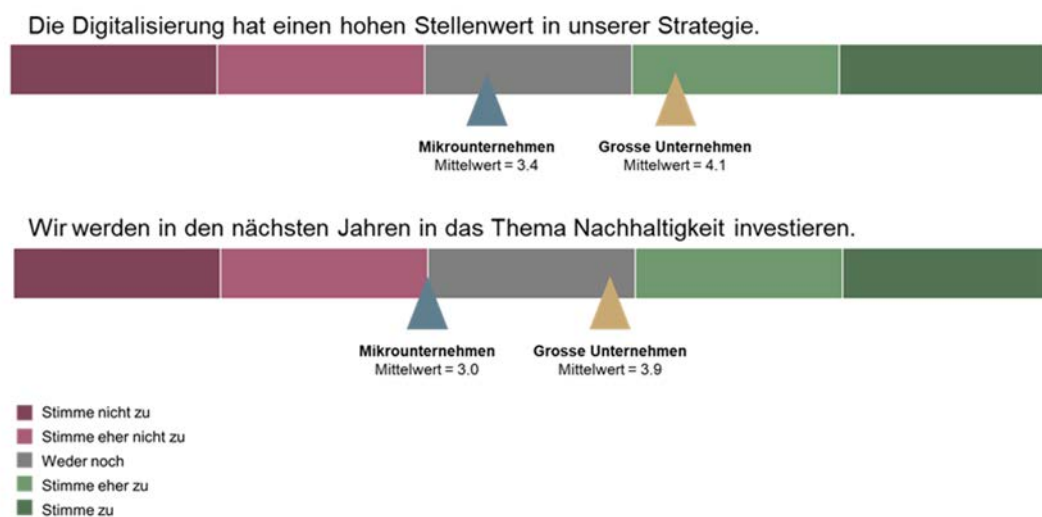 Die Digitalisierung hat einen hohen Stellenwert in unserer Strategie.
Mikrounternehmen
Mittelwert = 3.4
Grosse Unternehmen
Mittelwert = 4.1
Wir werden in den nächsten Jahren in das Thema Nachhaltigkeit investieren.
Mikrounternehmen
Mittelwert = 3.0
Grosse Unternehmen
Mittelwert = 3.9
Stimme nicht zu
Stimme eher nicht zu
Weder noch
Stimme eher zu
Stimme zu